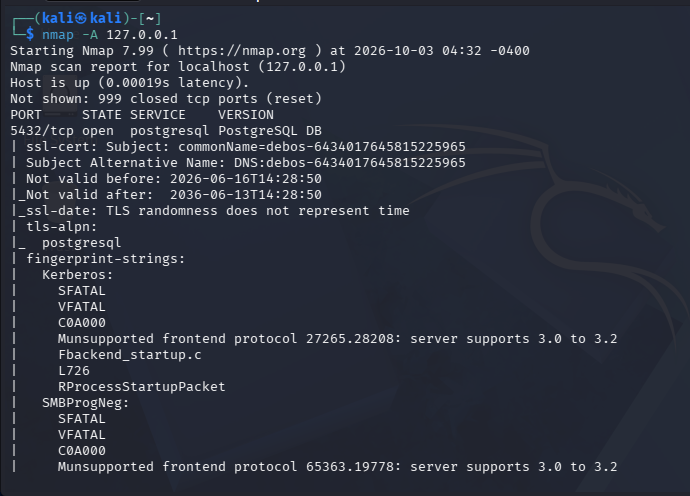 ┌──(kali㉿kali)-[~]
└─$ nmap -A 127.0.0.1
Starting Nmap 7.99 ( https://nmap.org ) at 2026-10-03 04:32 -0400
Nmap scan report for localhost (127.0.0.1)
Host is up (0.00019s latency).
Not shown: 999 closed tcp ports (reset)
PORT     STATE SERVICE    VERSION
5432/tcp open  postgresql PostgreSQL DB
| ssl-cert: Subject: commonName=debos-6434017645815225965
| Subject Alternative Name: DNS:debos-6434017645815225965
| Not valid before: 2026-06-16T14:28:50
|_Not valid after:  2036-06-13T14:28:50
|_ssl-date: TLS randomness does not represent time
| tls-alpn:
|_  postgresql
| fingerprint-strings:
|   Kerberos:
|     SFATAL
|     VFATAL
|     C0A000
|     Munsupported frontend protocol 27265.28208: server supports 3.0 to 3.2
|     Fbackend_startup.c
|     L726
|     RProcessStartupPacket
|   SMBProgNeg:
|     SFATAL
|     VFATAL
|     C0A000
|     Munsupported frontend protocol 65363.19778: server supports 3.0 to 3.2